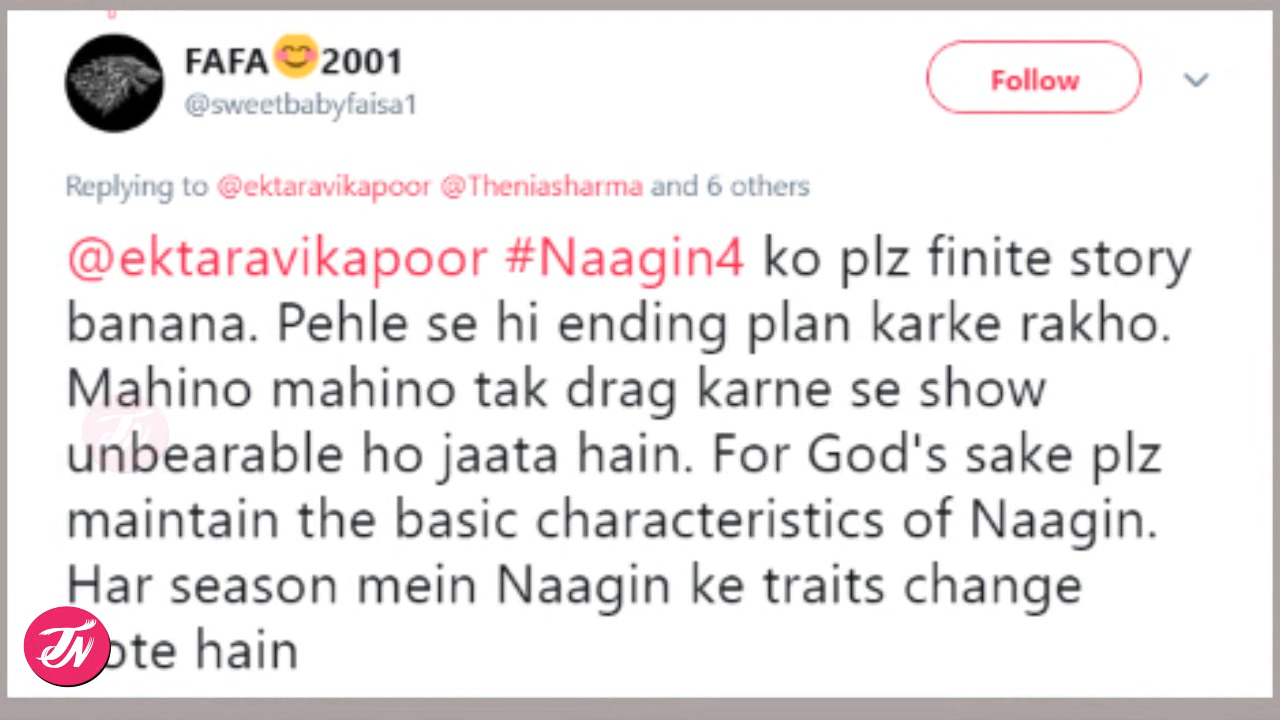 FAFA😊2001
@sweetbabyfaisa1
Follow
Replying to @ektaravikapoor @Theniasharma and 6 others
@ektaravikapoor #Naagin4 ko plz finite story
banana. Pehle se hi ending plan karke rakho.
Mahino mahino tak drag karne se show
unbearable ho jaata hain. For God's sake plz
maintain the basic characteristics of Naagin.
Har season mein Naagin ke traits change
hain
TN